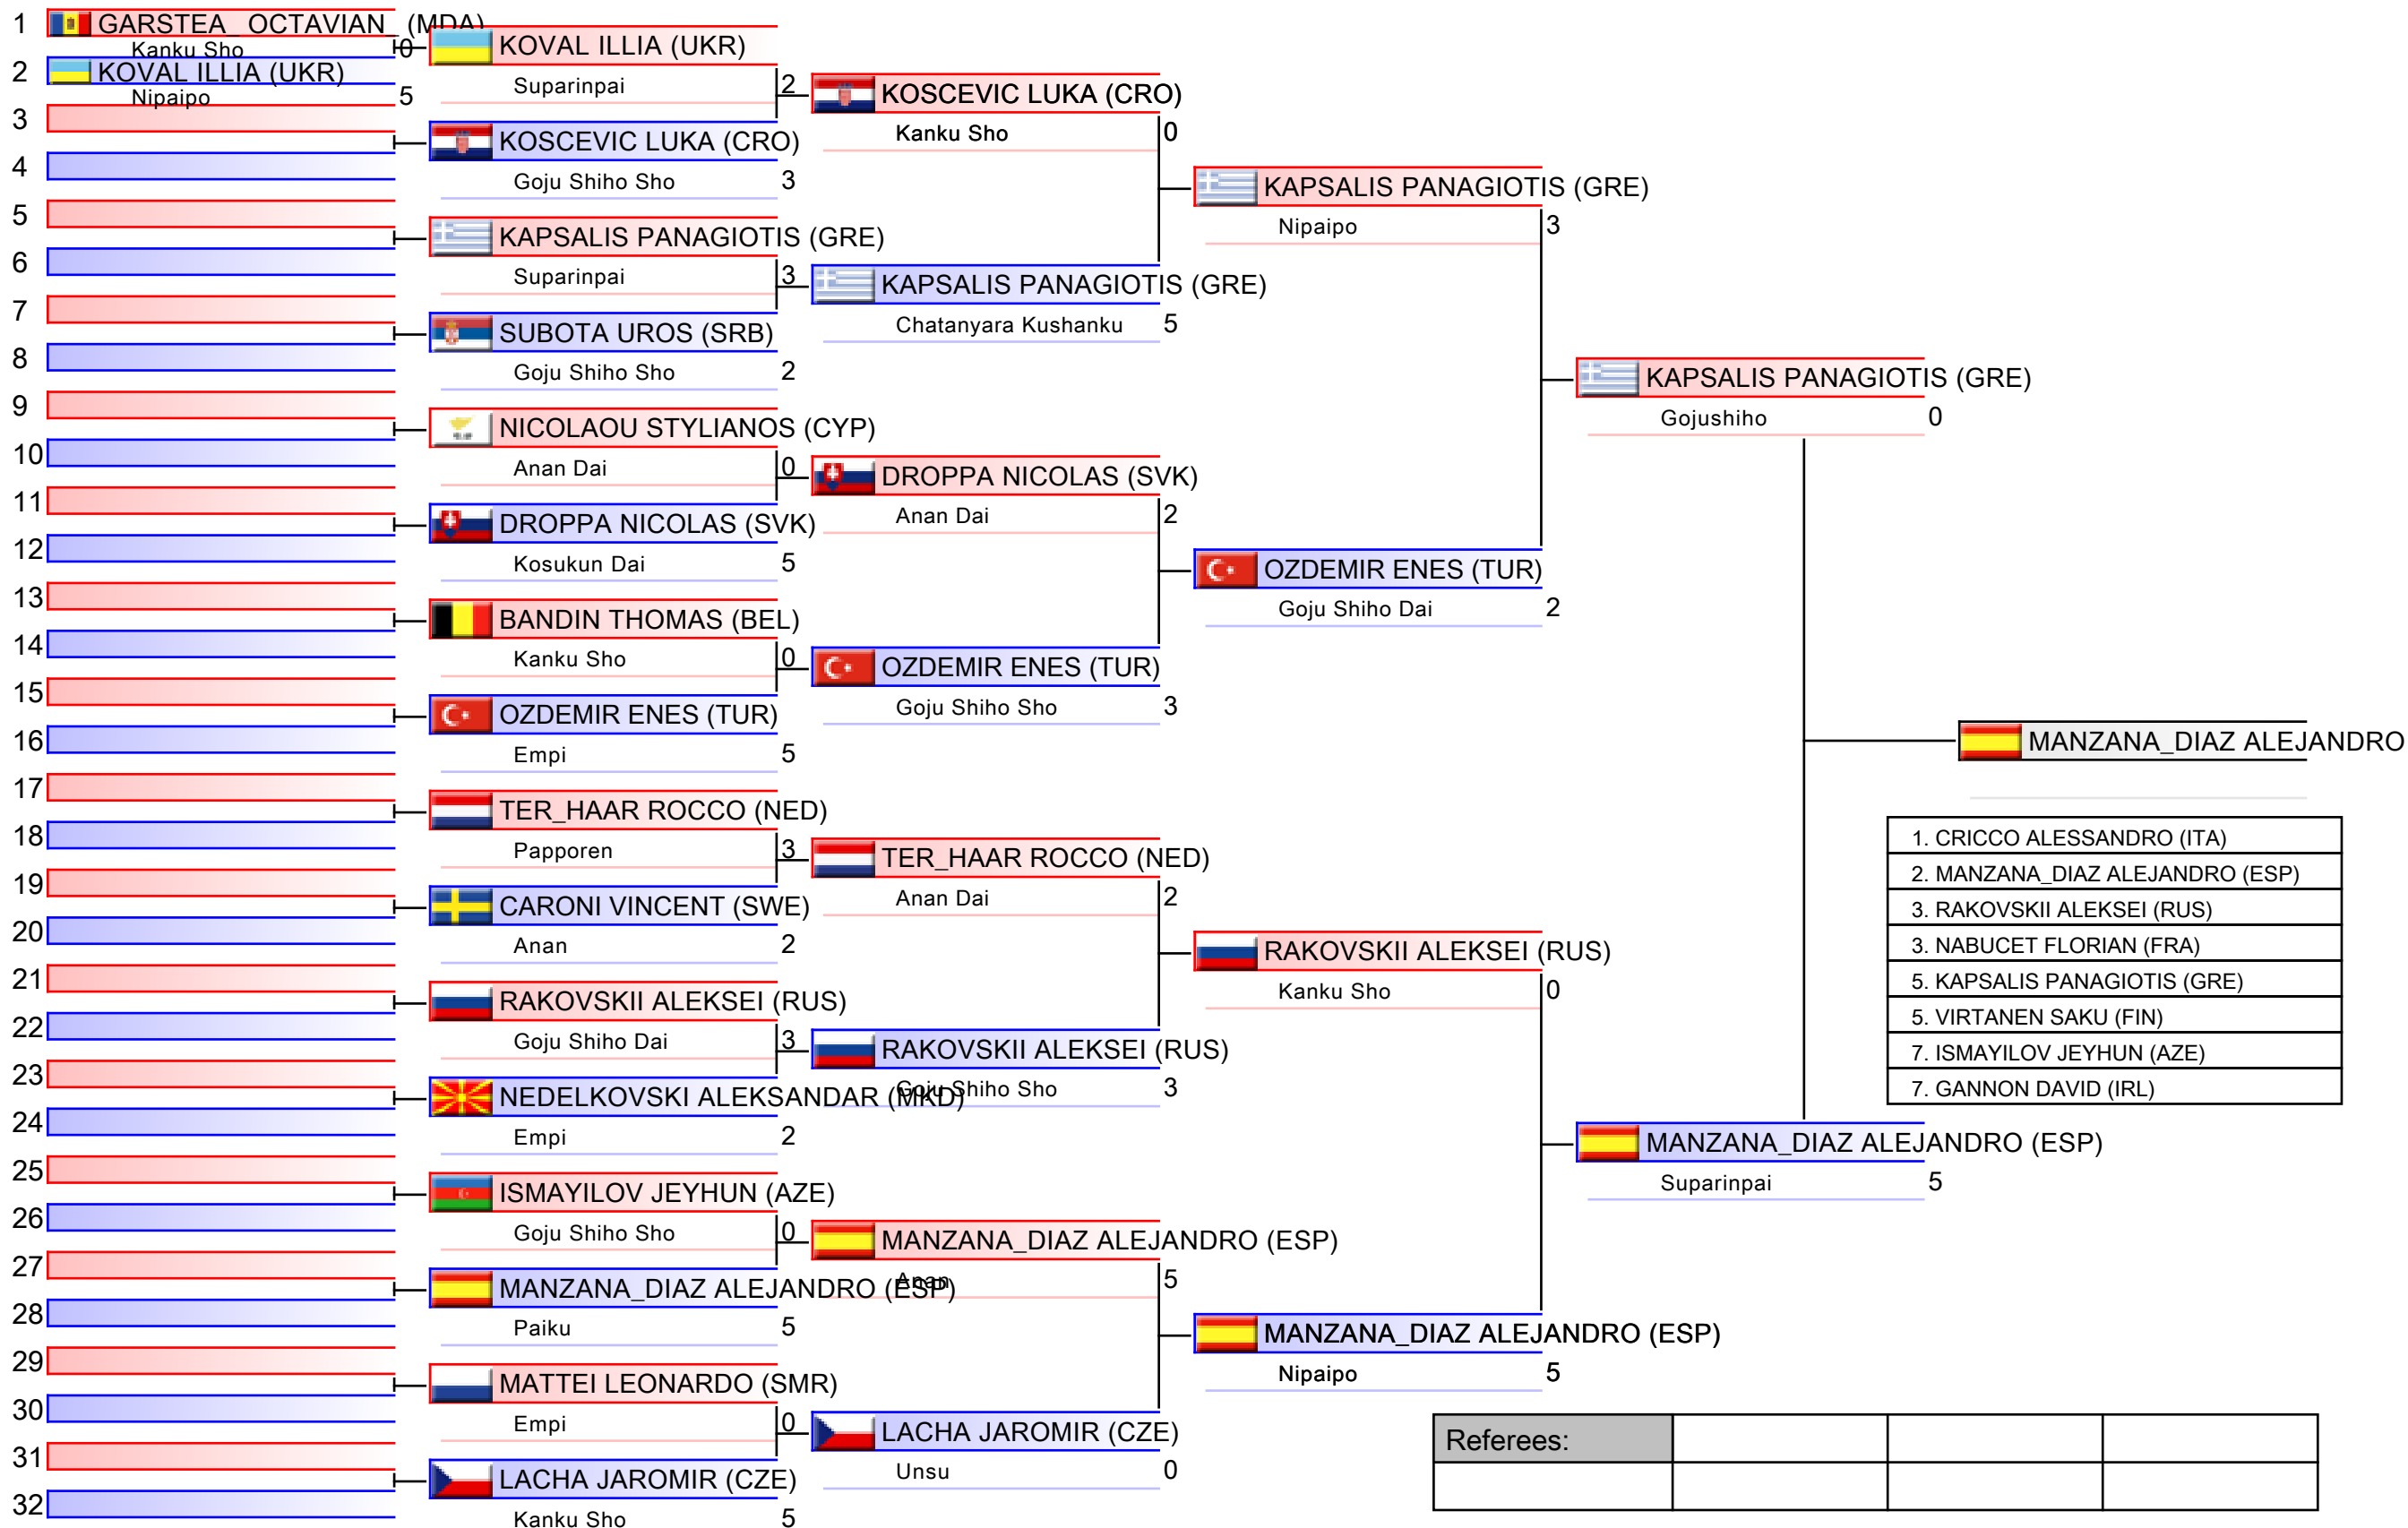 1 GARSTEA_ OCTAVIAN_ (MDA)
Kanku Sho 0
2 KOVAL ILLIA (UKR)
Nipaipo 5
3
4
5
6
7
8
9
10
11
12
13
14
15
16
17
18
19
20
21
22
23
24
25
26
27
28
29
30
31
32
KOVAL ILLIA (UKR)
Suparinpai 2
KOSCEVIC LUKA (CRO)
Goju Shiho Sho 3
KAPSALIS PANAGIOTIS (GRE)
Suparinpai 3
SUBOTA UROS (SRB)
Goju Shiho Sho 2
NICOLAOU STYLIANOS (CYP)
Anan Dai 0
DROPPA NICOLAS (SVK)
Kosukun Dai 5
BANDIN THOMAS (BEL)
Kanku Sho 0
OZDEMIR ENES (TUR)
Empi 5
TER_HAAR ROCCO (NED)
Papporen 3
CARONI VINCENT (SWE)
Anan 2
RAKOVSKII ALEKSEI (RUS)
Goju Shiho Dai 3
NEDELKOVSKI ALEKSANDAR (MKD)
Empi 2
ISMAYILOV JEYHUN (AZE)
Goju Shiho Sho 0
MANZANA_DIAZ ALEJANDRO (ESP)
Paiku 5
MATTEI LEONARDO (SMR)
Empi 0
LACHA JAROMIR (CZE)
Kanku Sho 5
KOSCEVIC LUKA (CRO)
Kanku Sho 0
KAPSALIS PANAGIOTIS (GRE)
Chatanyara Kushanku 5
DROPPA NICOLAS (SVK)
Anan Dai 2
OZDEMIR ENES (TUR)
Goju Shiho Sho 3
TER_HAAR ROCCO (NED)
Anan Dai 2
RAKOVSKII ALEKSEI (RUS)
Goju Shiho Sho 3
MANZANA_DIAZ ALEJANDRO (ESP)
Anan 5
LACHA JAROMIR (CZE)
Unsu 0
KAPSALIS PANAGIOTIS (GRE)
Nipaipo 3
OZDEMIR ENES (TUR)
Goju Shiho Dai 2
RAKOVSKII ALEKSEI (RUS)
Kanku Sho 0
MANZANA_DIAZ ALEJANDRO (ESP)
Nipaipo 5
KAPSALIS PANAGIOTIS (GRE)
Gojushiho 0
MANZANA_DIAZ ALEJANDRO (ESP)
Suparinpai 5
MANZANA_DIAZ ALEJANDRO
1. CRICCO ALESSANDRO (ITA)
2. MANZANA_DIAZ ALEJANDRO (ESP)
3. RAKOVSKII ALEKSEI (RUS)
3. NABUCET FLORIAN (FRA)
5. KAPSALIS PANAGIOTIS (GRE)
5. VIRTANEN SAKU (FIN)
7. ISMAYILOV JEYHUN (AZE)
7. GANNON DAVID (IRL)
Referees: